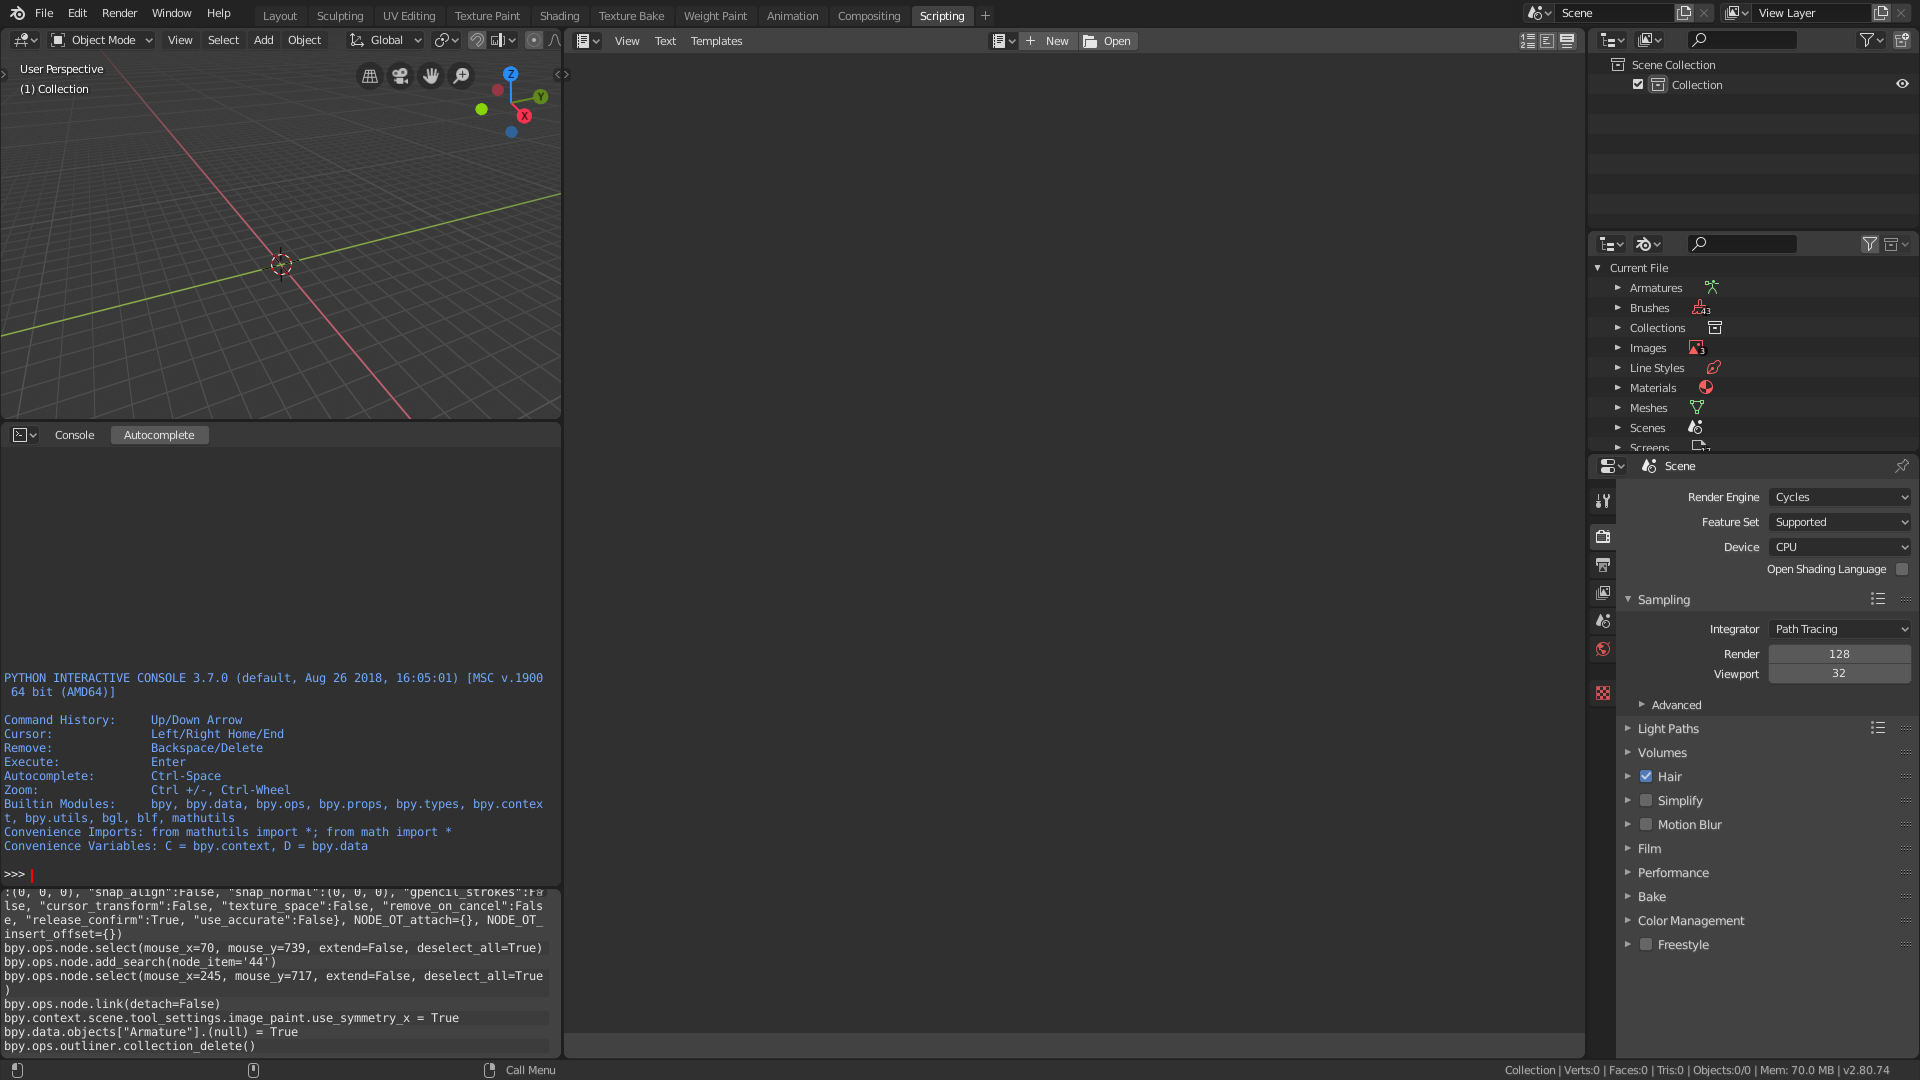 File Edit Render Window Help Layout Sculpting UV Editing Texture Paint Shading Texture Bake Weight Paint Animation Compositing Scripting + Scene View Layer
Object Mode View Select Add Object Global
View Text Templates + New Open
User Perspective
(1) Collection
Z
Y
X
Scene Collection
Collection
Current File
Armatures
Brushes 43
Collections
Images 3
Line Styles
Materials
Meshes
Scenes
Screens
Console Autocomplete
PYTHON INTERACTIVE CONSOLE 3.7.0 (default, Aug 26 2018, 16:05:01) [MSC v.1900
64 bit (AMD64)]
Command History: Up/Down Arrow
Cursor: Left/Right Home/End
Remove: Backspace/Delete
Execute: Enter
Autocomplete: Ctrl-Space
Zoom: Ctrl +/-, Ctrl-Wheel
Builtin Modules: bpy, bpy.data, bpy.ops, bpy.props, bpy.types, bpy.contex
t, bpy.utils, bgl, blf, mathutils
Convenience Imports: from mathutils import *; from math import *
Convenience Variables: C = bpy.context, D = bpy.data
>>>
:(0, 0, 0), "snap_align":False, "snap_normal":(0, 0, 0), "gpencil_strokes":Fa
lse, "cursor_transform":False, "texture_space":False, "remove_on_cancel":Fals
e, "release_confirm":True, "use_accurate":False}, NODE_OT_attach={}, NODE_OT_
insert_offset={})
bpy.ops.node.select(mouse_x=70, mouse_y=739, extend=False, deselect_all=True)
bpy.ops.node.add_search(node_item='44')
bpy.ops.node.select(mouse_x=245, mouse_y=717, extend=False, deselect_all=True
)
bpy.ops.node.link(detach=False)
bpy.context.scene.tool_settings.image_paint.use_symmetry_x = True
bpy.data.objects["Armature"].(null) = True
bpy.ops.outliner.collection_delete()
Scene
Render Engine Cycles
Feature Set Supported
Device CPU
Open Shading Language
Sampling
Integrator Path Tracing
Render 128
Viewport 32
Advanced
Light Paths
Volumes
Hair
Simplify
Motion Blur
Film
Performance
Bake
Color Management
Freestyle
Call Menu
Collection | Verts:0 | Faces:0 | Tris:0 | Objects:0/0 | Mem: 70.0 MB | v2.80.74